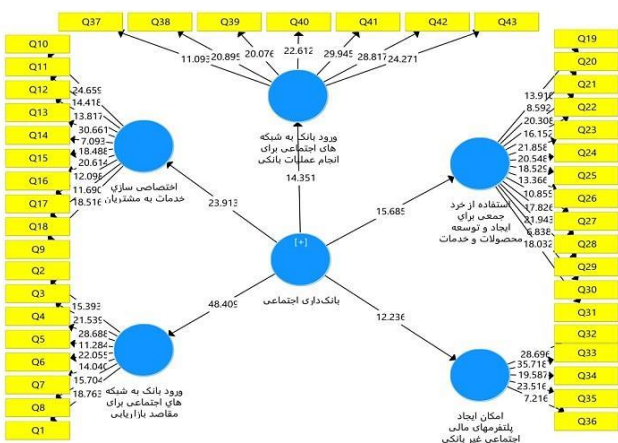 Q37 Q38 Q39 Q40 Q41 Q42 Q43
11.093 20.899 20.076 22.612 29.945 28.817 24.271
Q10
Q11
Q12
Q13
Q14
Q15
Q16
Q17
Q18
Q9
24.659
14.418
13.817
30.661
7.093
18.488
20.614
12.098
11.690
18.516
اختصاصی سازی
خدمات به مشتریان
ورود بانک به شبکه
های اجتماعی برای
انجام عملیات بانکی
14.351
23.913
15.685
[+]
بانک‌داری اجتماعی
48.409
12.236
Q19
Q20
Q21
Q22
Q23
Q24
Q25
Q26
Q27
Q28
Q29
Q30
Q31
13.910
8.592
20.308
16.152
21.858
20.546
18.529
13.366
10.855
17.826
21.943
6.838
18.032
استفاده از خرد
جمعی برای
ایجاد و توسعه
محصولات و خدمات
Q2
Q3
Q4
Q5
Q6
Q7
Q8
Q1
15.393
21.539
28.688
11.284
22.055
14.040
15.704
18.763
ورود بانک به شبکه
های اجتماعی برای
مقاصد بازاریابی
Q32
Q33
Q34
Q35
Q36
28.696
35.718
19.587
23.516
7.216
امکان ایجاد
پلتفرمهای مالی
اجتماعی غیر بانکی